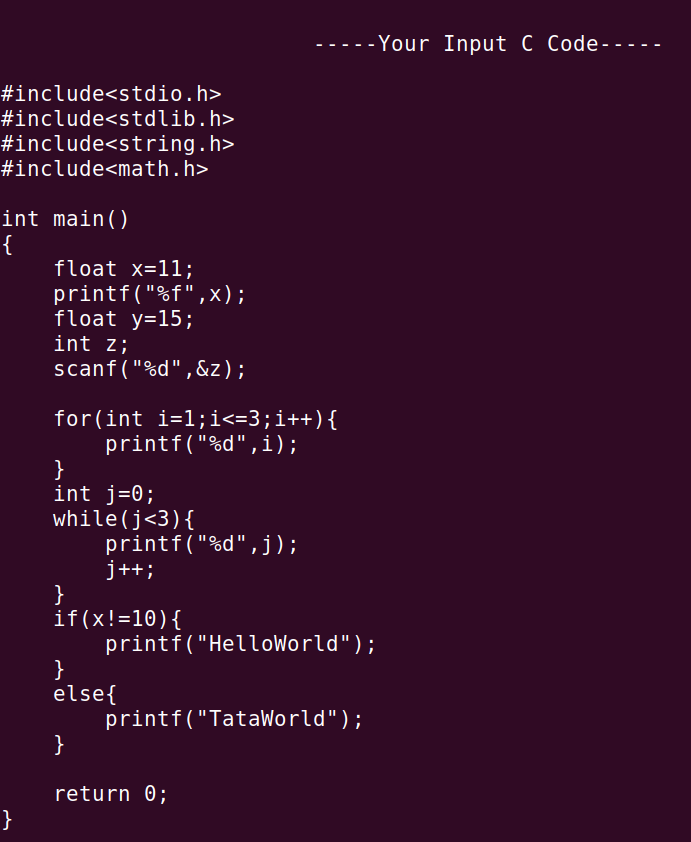 -----Your Input C Code-----
#include<stdio.h>
#include<stdlib.h>
#include<string.h>
#include<math.h>
int main()
{
    float x=11;
    printf("%f",x);
    float y=15;
    int z;
    scanf("%d",&z);
    for(int i=1;i<=3;i++){
        printf("%d",i);
    }
    int j=0;
    while(j<3){
        printf("%d",j);
        j++;
    }
    if(x!=10){
        printf("HelloWorld");
    }
    else{
        printf("TataWorld");
    }
    return 0;
}